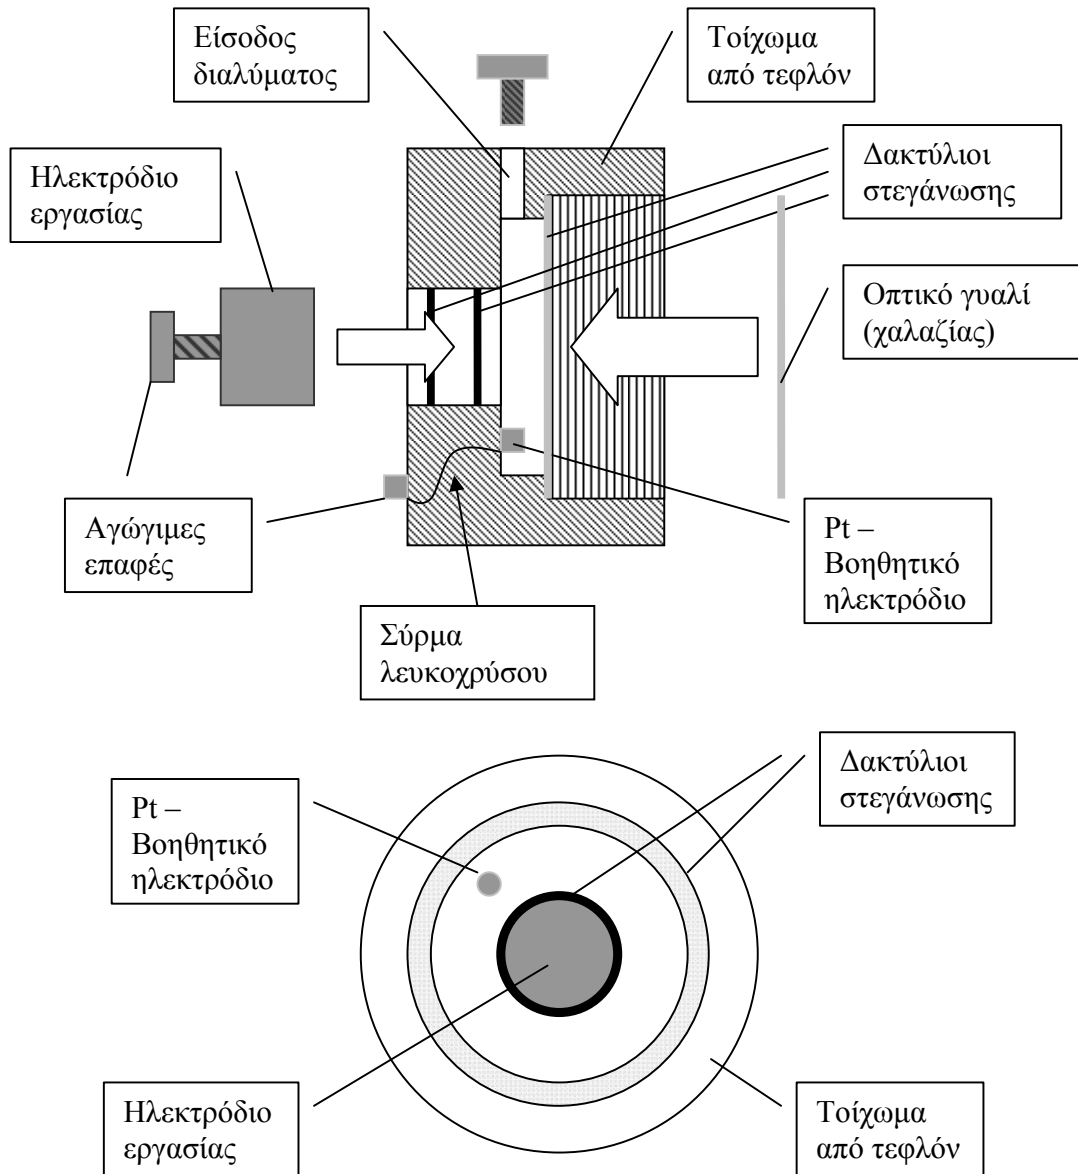 Είσοδος
διαλύματος
Τοίχωμα
από τεφλόν
Ηλεκτρόδιο
εργασίας
Δακτύλιοι
στεγάνωσης
Οπτικό γυαλί
(χαλαζίας)
Αγώγιμες
επαφές
Pt –
Βοηθητικό
ηλεκτρόδιο
Σύρμα
λευκοχρύσου
Δακτύλιοι
στεγάνωσης
Pt –
Βοηθητικό
ηλεκτρόδιο
Ηλεκτρόδιο
εργασίας
Τοίχωμα
από τεφλόν